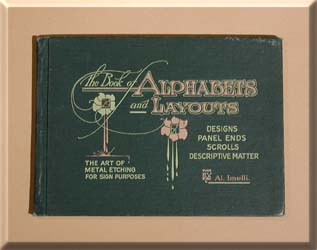 The Book of ALPHABETS
and LAYOUTS
DESIGNS
PANEL ENDS
SCROLLS
DESCRIPTIVE MATTER
THE ART OF
METAL ETCHING
FOR SIGN PURPOSES
Al. Imelli.